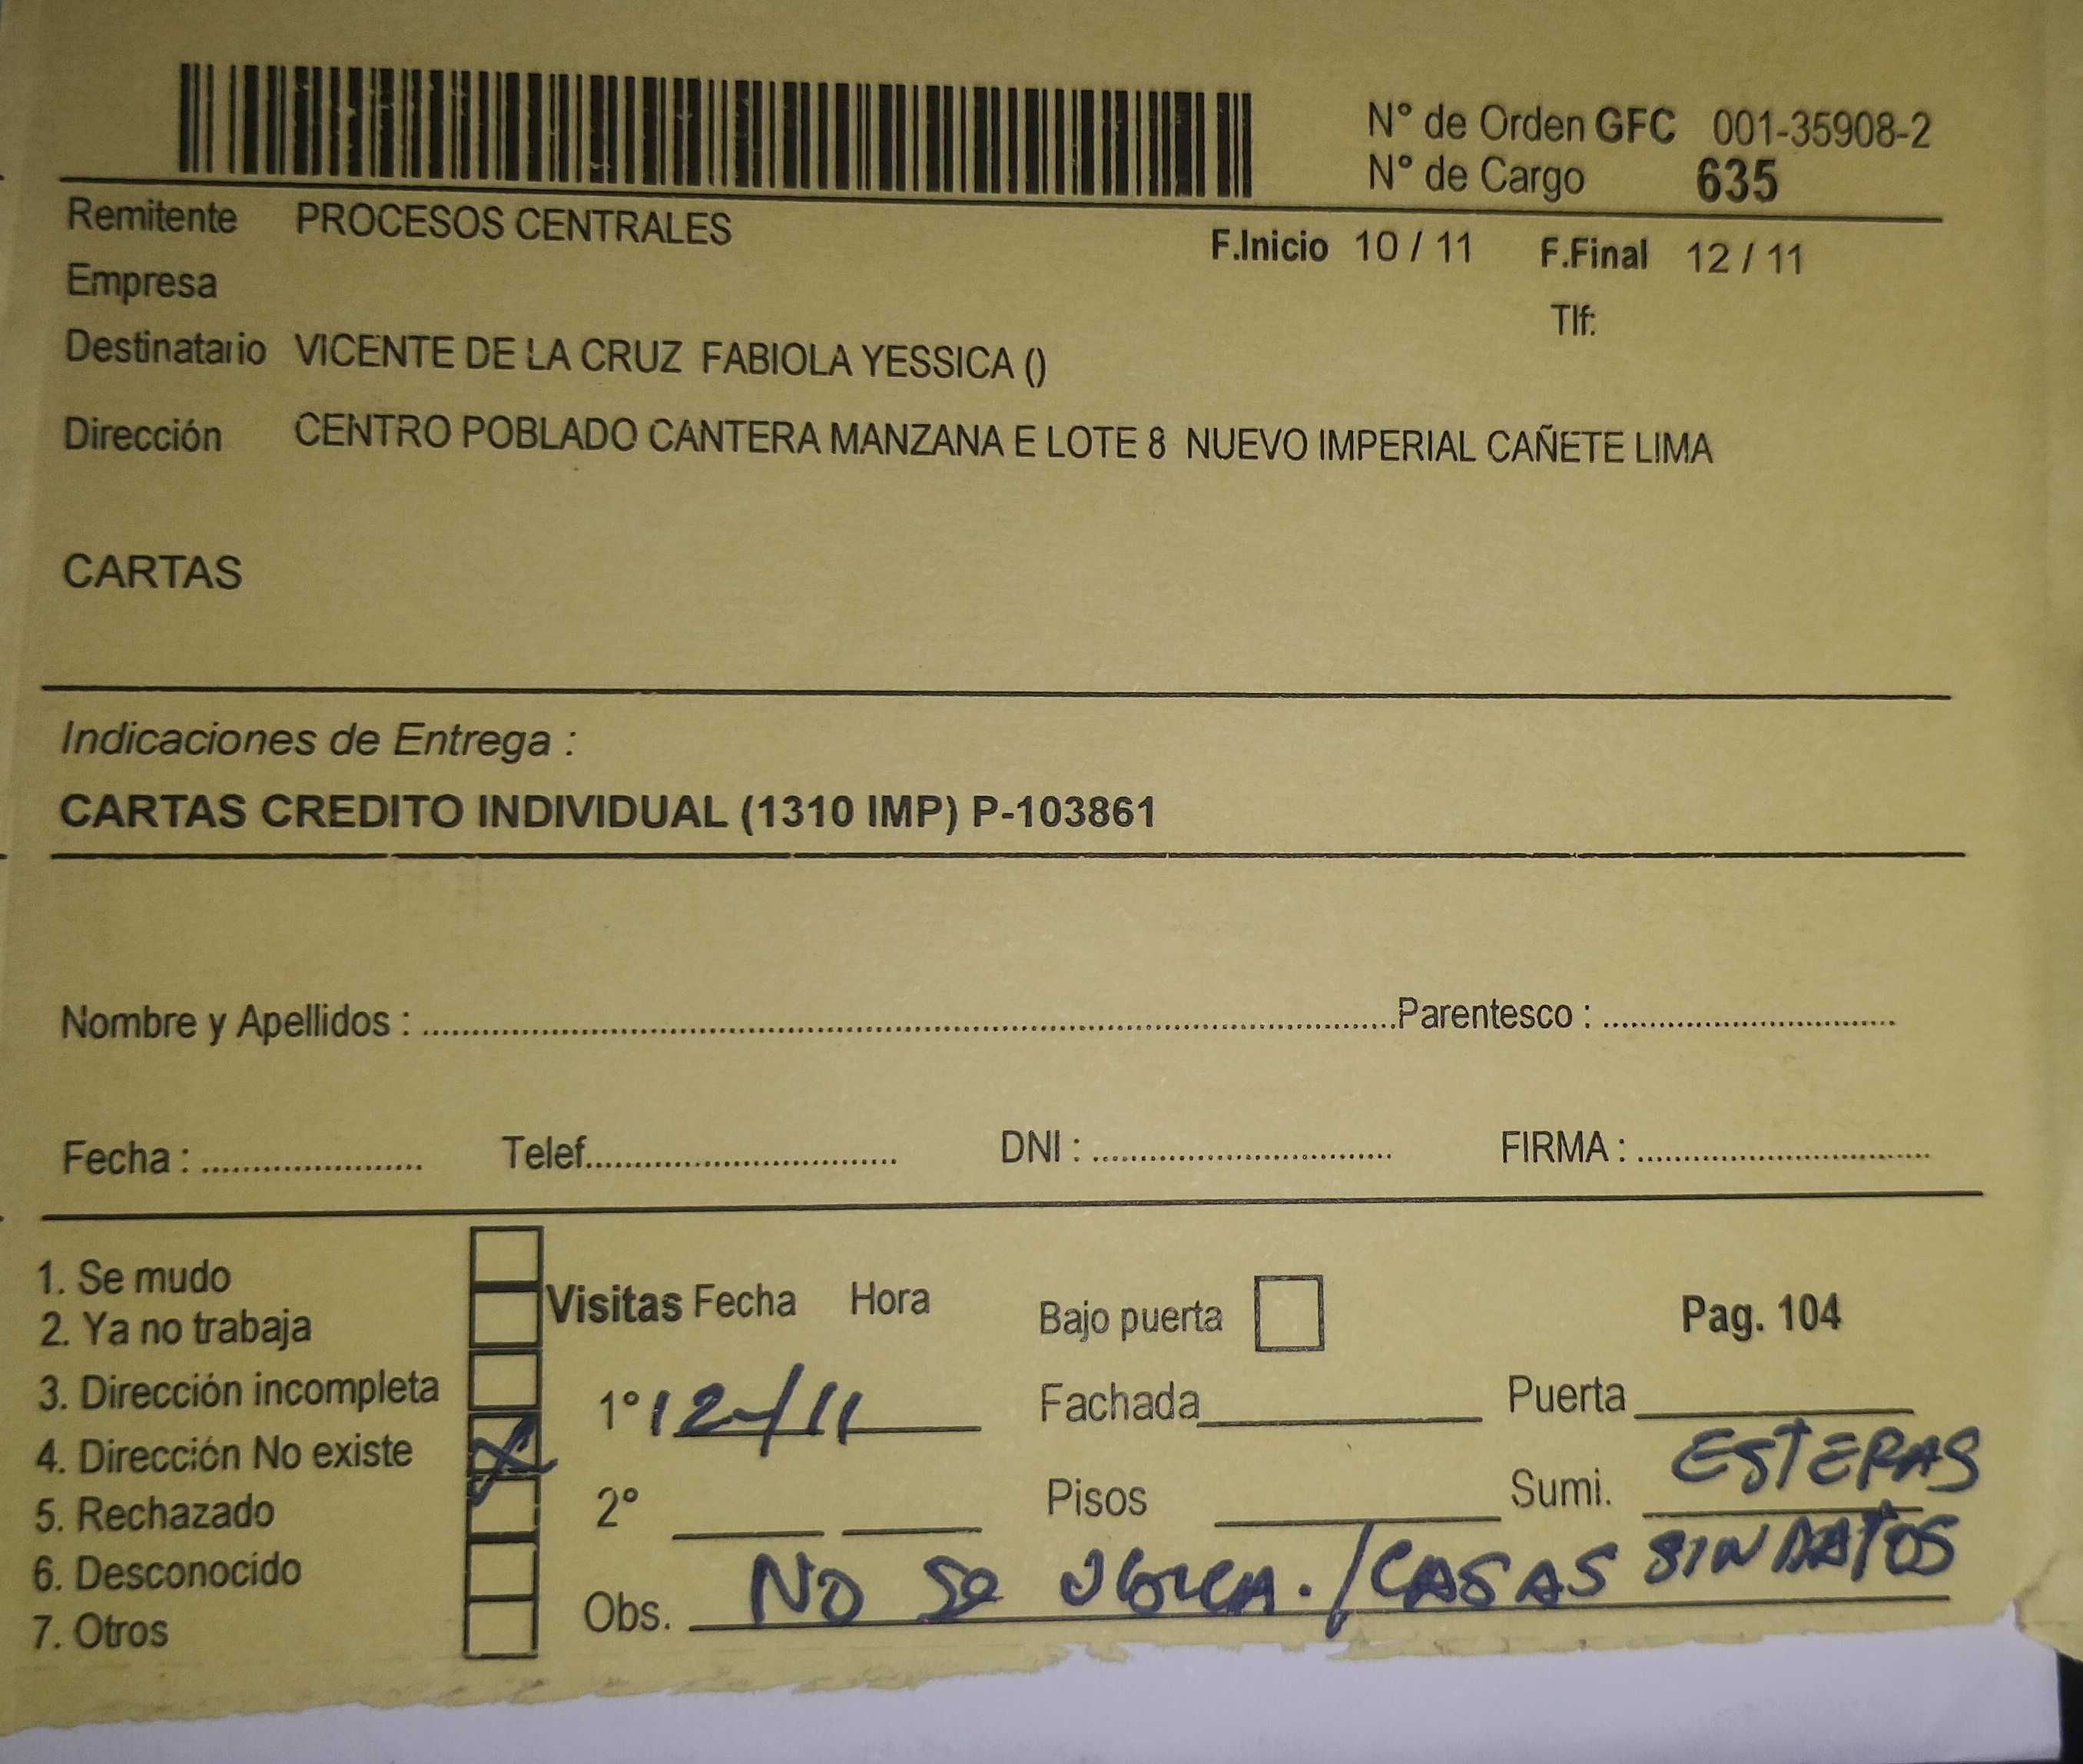 N° de Orden GFC 001-35908-2
N° de Cargo 635
Remitente PROCESOS CENTRALES
F.Inicio 10 / 11 F.Final 12 / 11
Empresa
Tlf:
Destinatario VICENTE DE LA CRUZ FABIOLA YESSICA ()
Dirección CENTRO POBLADO CANTERA MANZANA E LOTE 8 NUEVO IMPERIAL CAÑETE LIMA
CARTAS
Indicaciones de Entrega :
CARTAS CREDITO INDIVIDUAL (1310 IMP) P-103861
Nombre y Apellidos : Parentesco :
Fecha : Telef. DNI : FIRMA :
1. Se mudo
2. Ya no trabaja
3. Dirección incompleta
4. Dirección No existe X
5. Rechazado
6. Desconocido
7. Otros
Visitas Fecha Hora Bajo puerta Pag. 104
1° 12/11 Fachada Puerta
2° Pisos Sumi. ESTERAS
Obs. NO Se UBICA. / CASAS SIN DATOS